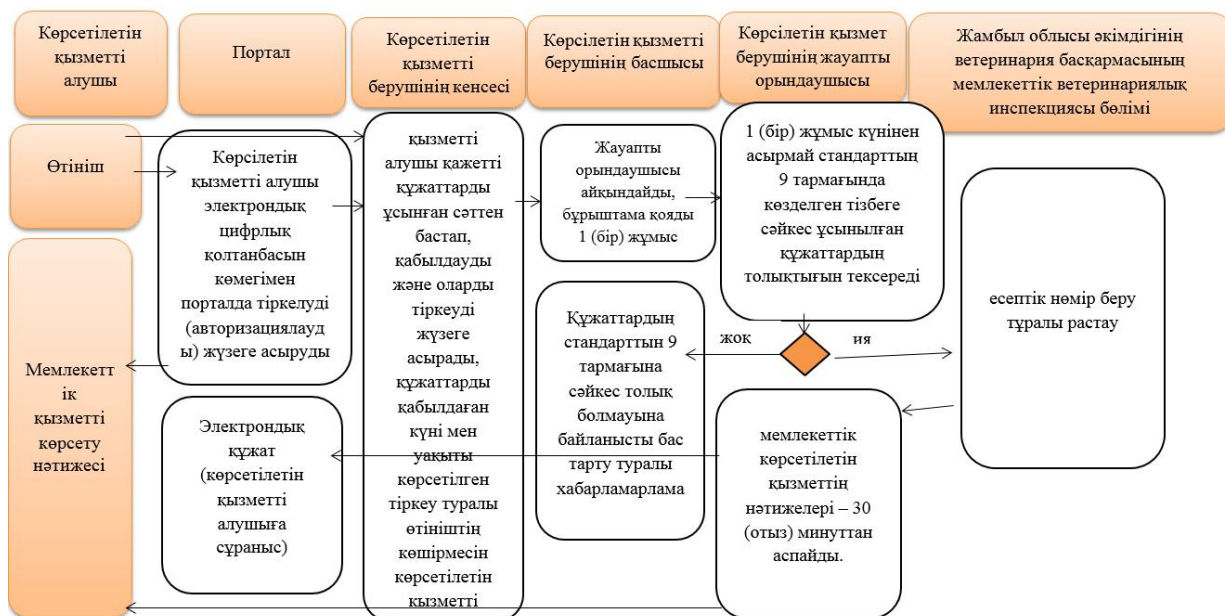 Көрсетілетін
қызметті
алушы
Портал
Көрсетілетін
қызметті
берушінің кенсесі
Көрсілетін қызметті
берушінің басшысы
Көрсілетін қызмет
берушінің жауапты
орындаушысы
Жамбыл облысы әкімдігінің
ветеринария басқармасының
мемлекеттік ветеринариялық
инспекциясы бөлімі
Өтініш
Мемлекетт
ік
қызметті
көрсету
нәтижесі
Көрсілетін
қызметті алушы
электрондық
цифрлық
қолтанбасын
көмегімен
порталда тіркелуді
(авторизациялауд
ы) жүзеге асыруды
Электрондық
құжат
(көрсетілетін
қызметті
алушыға
сұраныс)
қызметті
алушы қажетті
құжаттарды
ұсынған сәттен
бастап,
қабылдауды
және оларды
тіркеуді
жүзеге
асырады,
құжаттарды
қабылдаған
күні мен
уақыты
көрсетілген
тіркеу туралы
өтініштің
көшірмесін
көрсетілетін
қызметті
Жауапты
орындаушысы
айқындайды,
бұрыштама қояды
1 (бір) жұмыс
Құжаттардың
стандарттын 9
тармағына
сәйкес толық
болмауына
байланысты бас
тарту туралы
хабарламарлама
1 (бір) жұмыс күнінен
асырмай стандарттың
9 тармағында
көзделген тізбеге
сәйкес ұсынылған
құжаттардың
толықтығын тексереді
жоқ
ия
мемлекеттік
көрсетілетін
қызметтің
нәтижелері – 30
(отыз) минуттан
аспайды.
есептік нөмір беру
тұралы растау